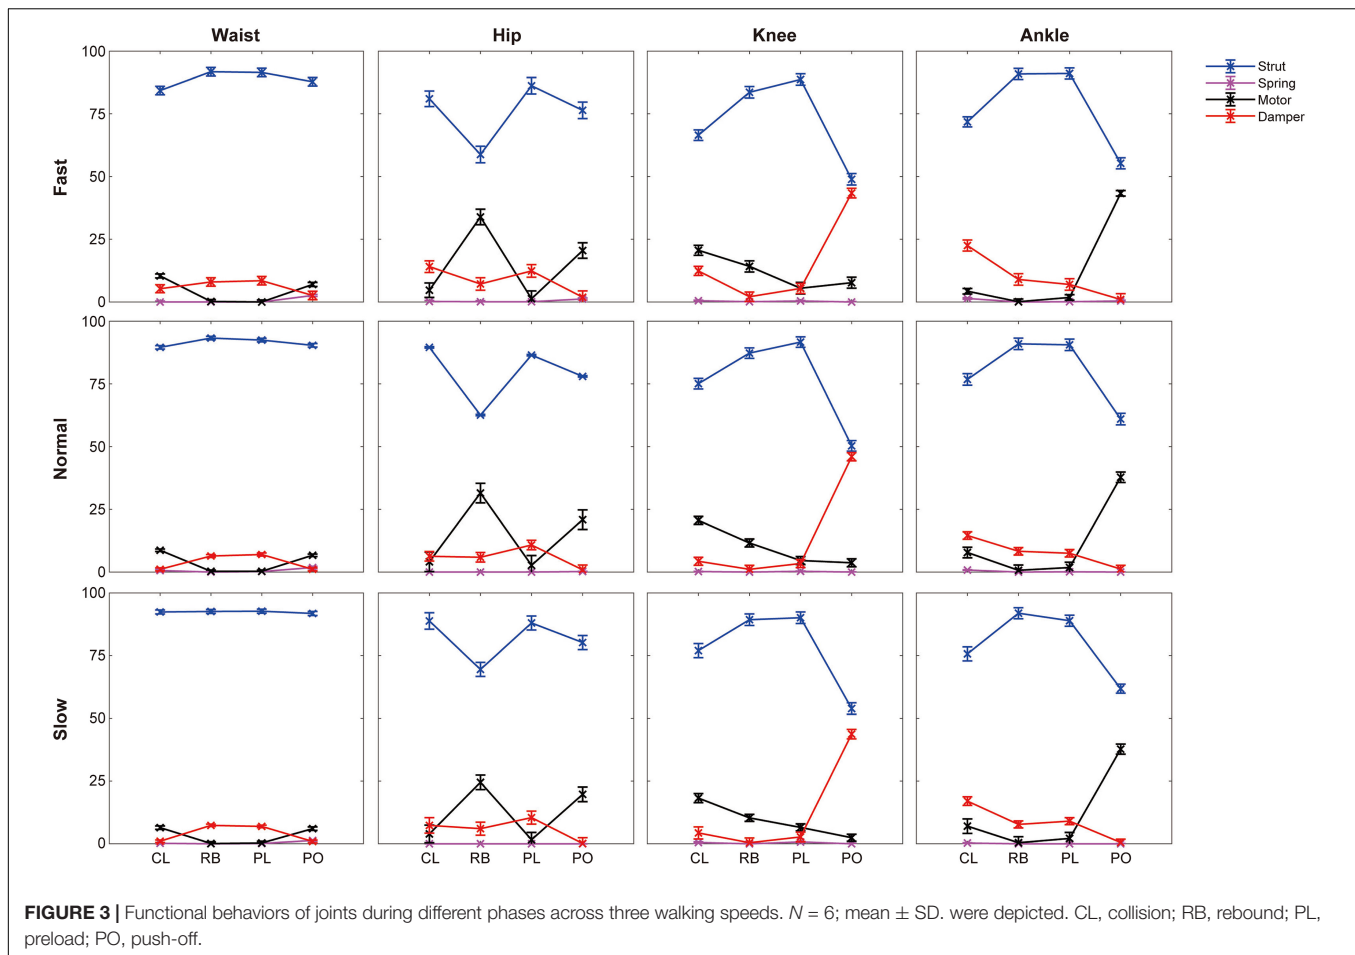 Waist Hip Knee Ankle
Strut
Spring
Motor
Damper
Fast
100
75
50
25
0
Normal
100
75
50
25
0
Slow
100
75
50
25
0
CL RB PL PO CL RB PL PO CL RB PL PO CL RB PL PO
FIGURE 3 | Functional behaviors of joints during different phases across three walking speeds. N = 6; mean ± SD. were depicted. CL, collision; RB, rebound; PL,
preload; PO, push-off.